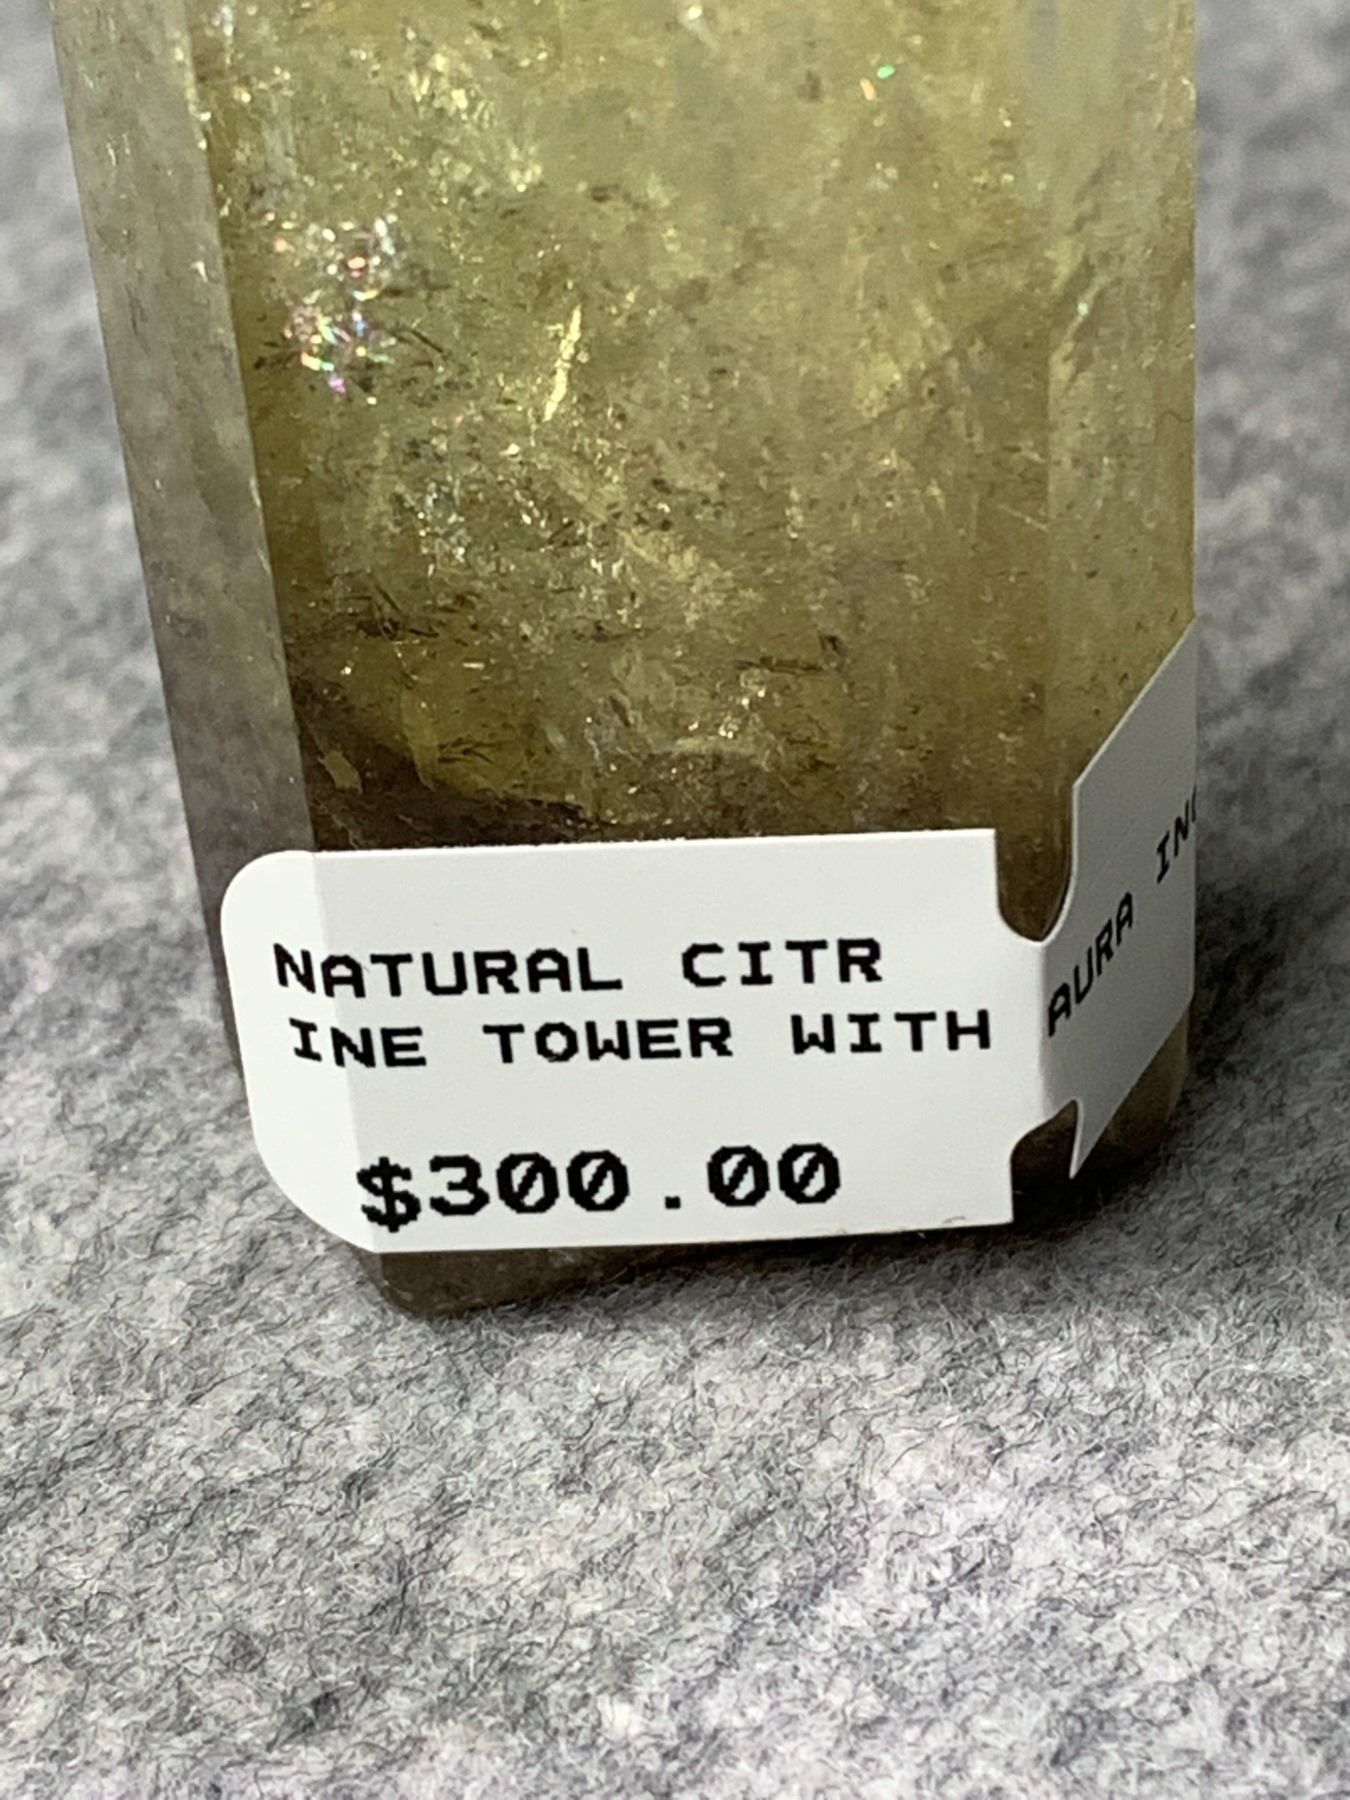 NATURAL CITR
INE TOWER WITH AURA
$300.00